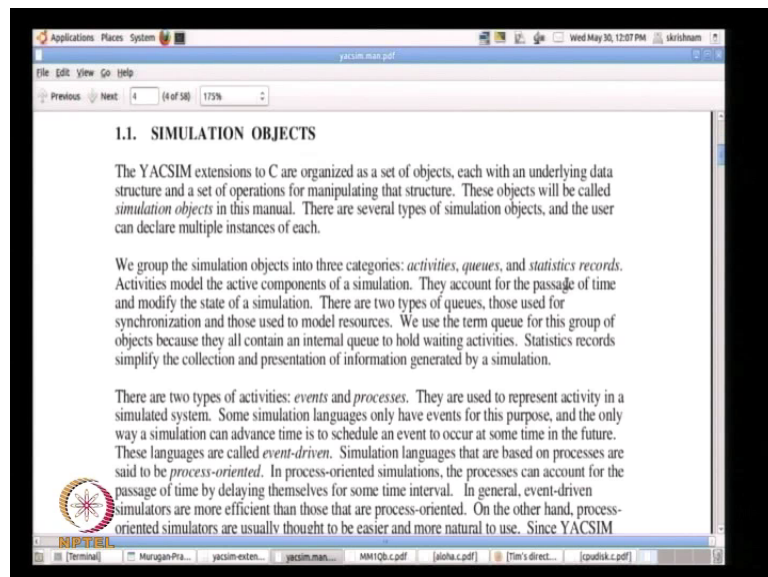 Applications Places System
Wed May 30, 12:07 PM skrishnam
yacsim.man.pdf
File Edit View Go Help
Previous Next 4 (4 of 58) 175%
1.1. SIMULATION OBJECTS
The YACSIM extensions to C are organized as a set of objects, each with an underlying data
structure and a set of operations for manipulating that structure. These objects will be called
simulation objects in this manual. There are several types of simulation objects, and the user
can declare multiple instances of each.
We group the simulation objects into three categories: activities, queues, and statistics records.
Activities model the active components of a simulation. They account for the passage of time
and modify the state of a simulation. There are two types of queues, those used for
synchronization and those used to model resources. We use the term queue for this group of
objects because they all contain an internal queue to hold waiting activities. Statistics records
simplify the collection and presentation of information generated by a simulation.
There are two types of activities: events and processes. They are used to represent activity in a
simulated system. Some simulation languages only have events for this purpose, and the only
way a simulation can advance time is to schedule an event to occur at some time in the future.
These languages are called event-driven. Simulation languages that are based on processes are
said to be process-oriented. In process-oriented simulations, the processes can account for the
passage of time by delaying themselves for some time interval. In general, event-driven
simulators are more efficient than those that are process-oriented. On the other hand, process-
oriented simulators are usually thought to be easier and more natural to use. Since YACSIM
NPTEL
[Terminal] Murugan-Pra... yacsim-exten... yacsim.man.... MM1Qb.c.pdf [aloha.c.pdf] [Tim's direct... [cpudisk.c.pdf]